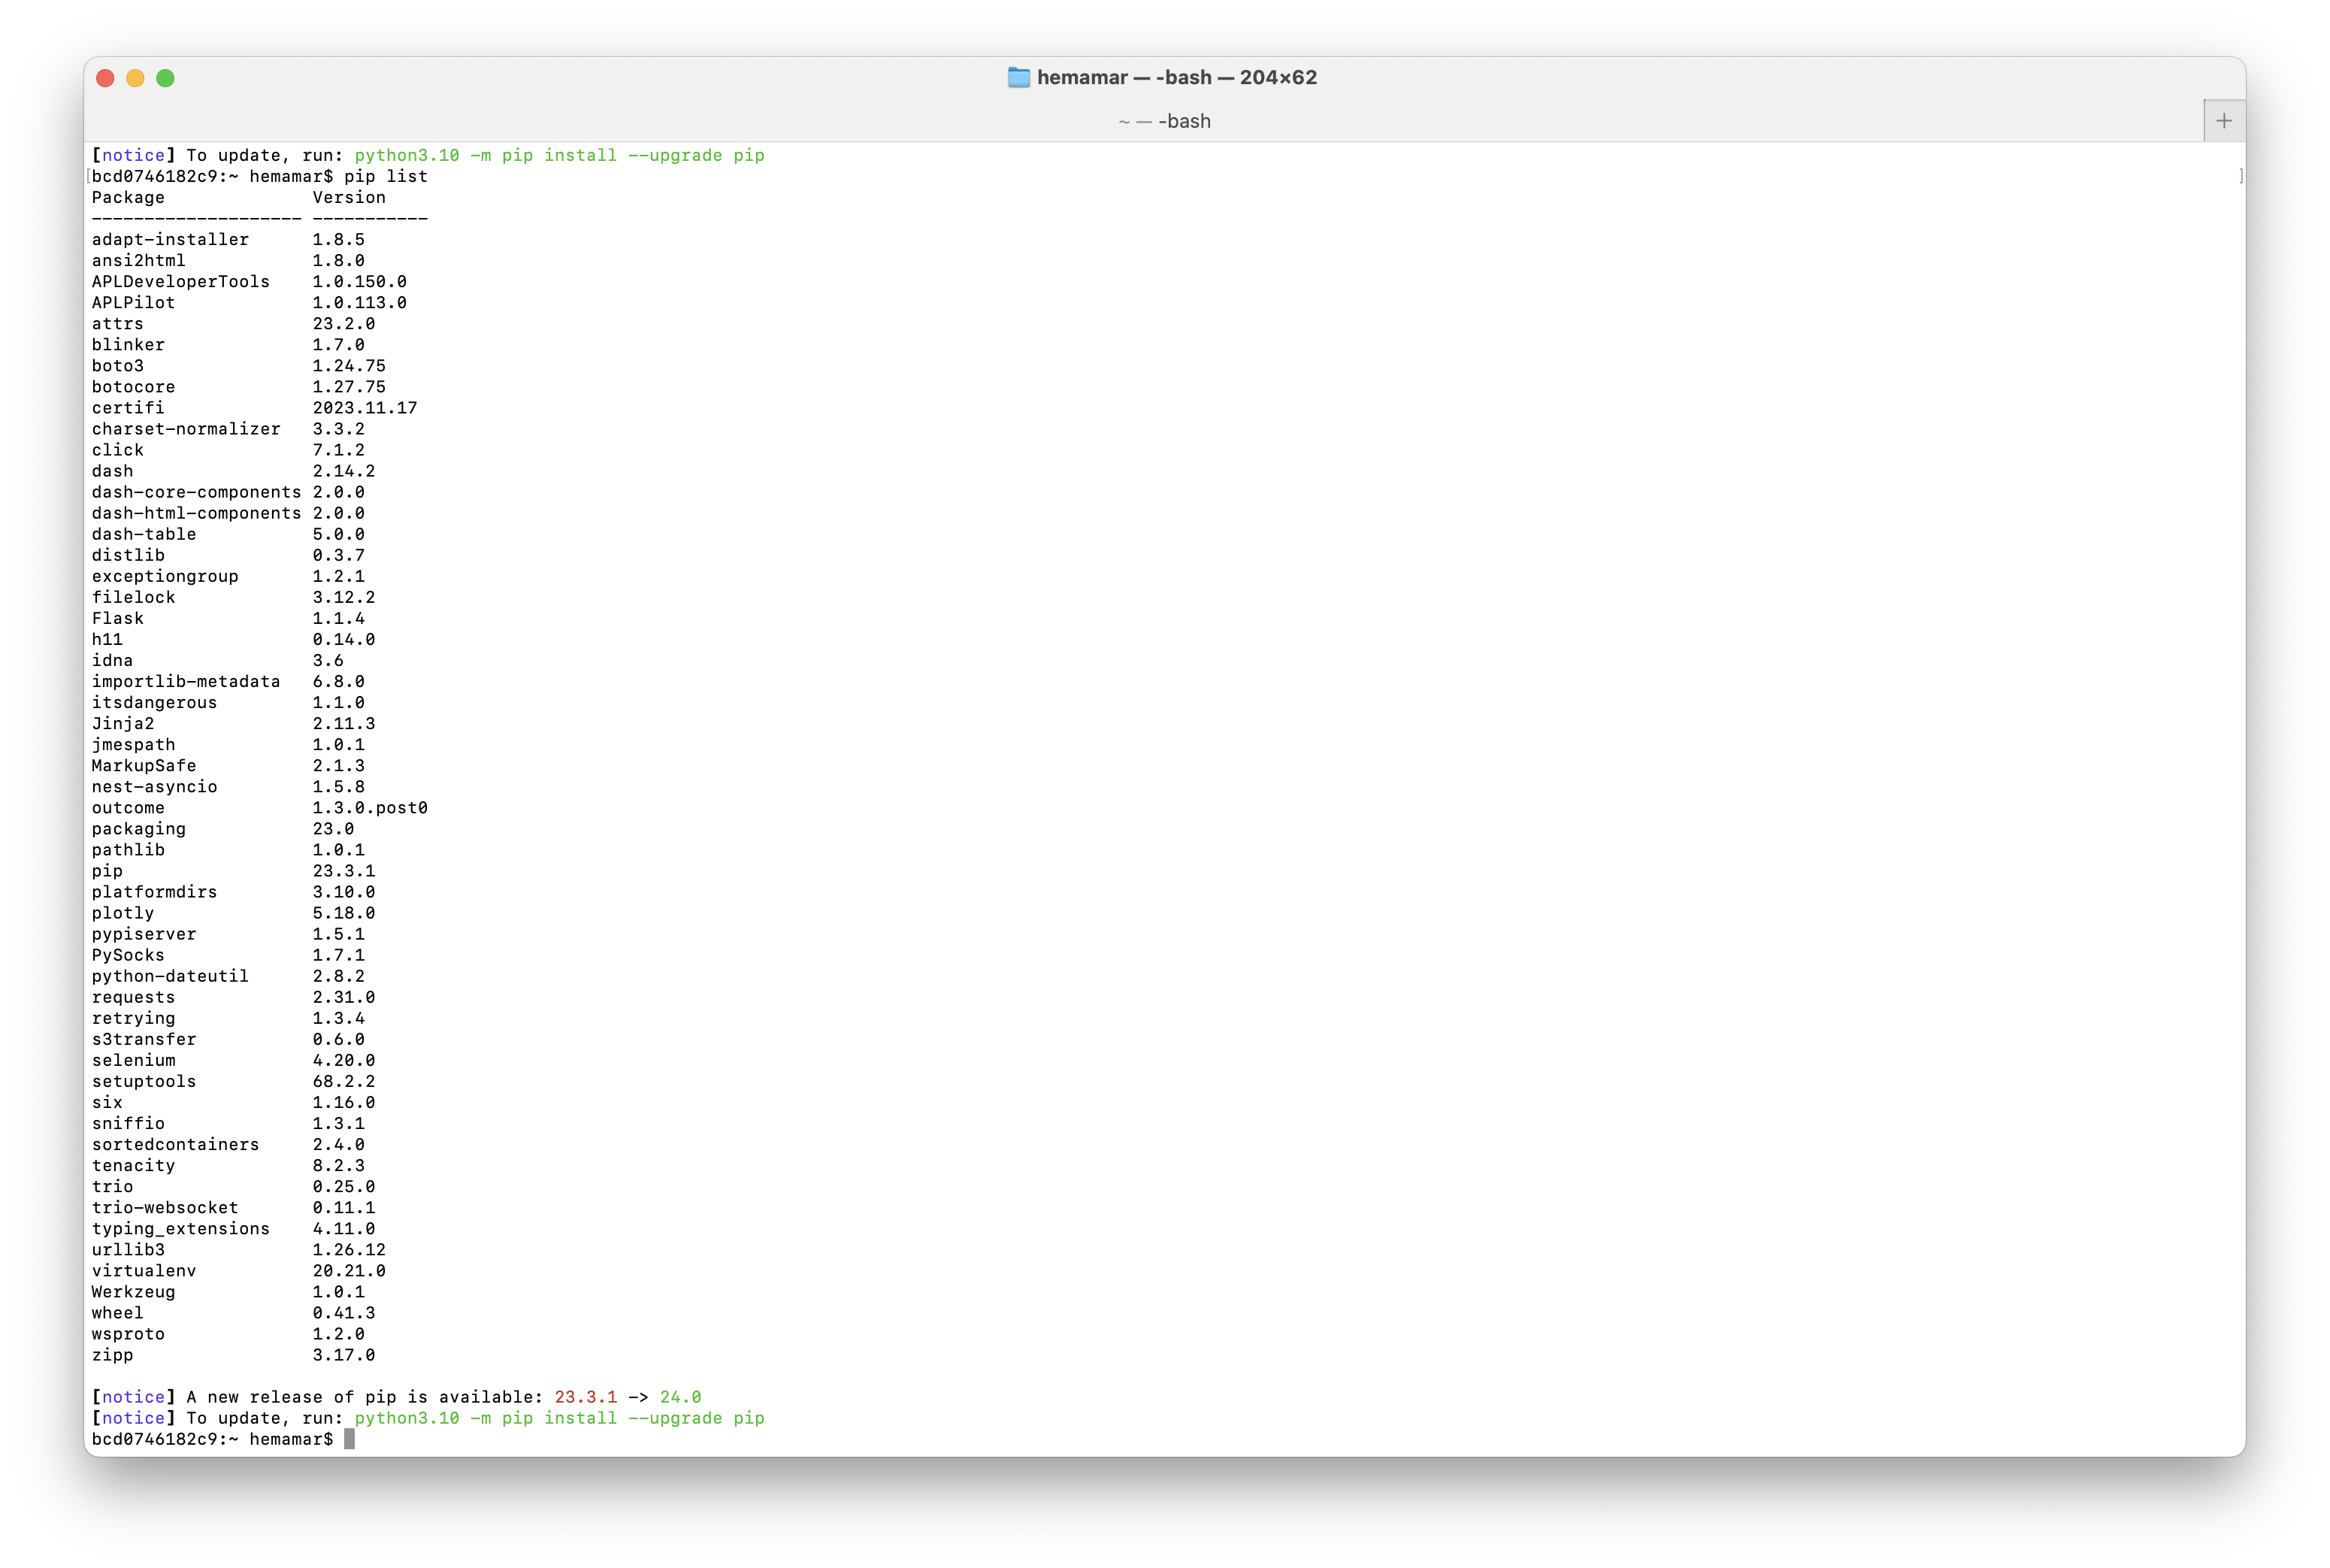 hemamar — -bash — 204×62
~ — -bash
[notice] To update, run: python3.10 -m pip install --upgrade pip
[bcd0746182c9:~ hemamar$ pip list ]
Package              Version
-------------------- -----------
adapt-installer      1.8.5
ansi2html            1.8.0
APLDeveloperTools    1.0.150.0
APLPilot             1.0.113.0
attrs                23.2.0
blinker              1.7.0
boto3                1.24.75
botocore             1.27.75
certifi              2023.11.17
charset-normalizer   3.3.2
click                7.1.2
dash                 2.14.2
dash-core-components 2.0.0
dash-html-components 2.0.0
dash-table           5.0.0
distlib              0.3.7
exceptiongroup       1.2.1
filelock             3.12.2
Flask                1.1.4
h11                  0.14.0
idna                 3.6
importlib-metadata   6.8.0
itsdangerous         1.1.0
Jinja2               2.11.3
jmespath             1.0.1
MarkupSafe           2.1.3
nest-asyncio         1.5.8
outcome              1.3.0.post0
packaging            23.0
pathlib              1.0.1
pip                  23.3.1
platformdirs         3.10.0
plotly               5.18.0
pypiserver           1.5.1
PySocks              1.7.1
python-dateutil      2.8.2
requests             2.31.0
retrying             1.3.4
s3transfer           0.6.0
selenium             4.20.0
setuptools           68.2.2
six                  1.16.0
sniffio              1.3.1
sortedcontainers     2.4.0
tenacity             8.2.3
trio                 0.25.0
trio-websocket       0.11.1
typing_extensions    4.11.0
urllib3              1.26.12
virtualenv           20.21.0
Werkzeug             1.0.1
wheel                0.41.3
wsproto              1.2.0
zipp                 3.17.0
[notice] A new release of pip is available: 23.3.1 -> 24.0
[notice] To update, run: python3.10 -m pip install --upgrade pip
bcd0746182c9:~ hemamar$